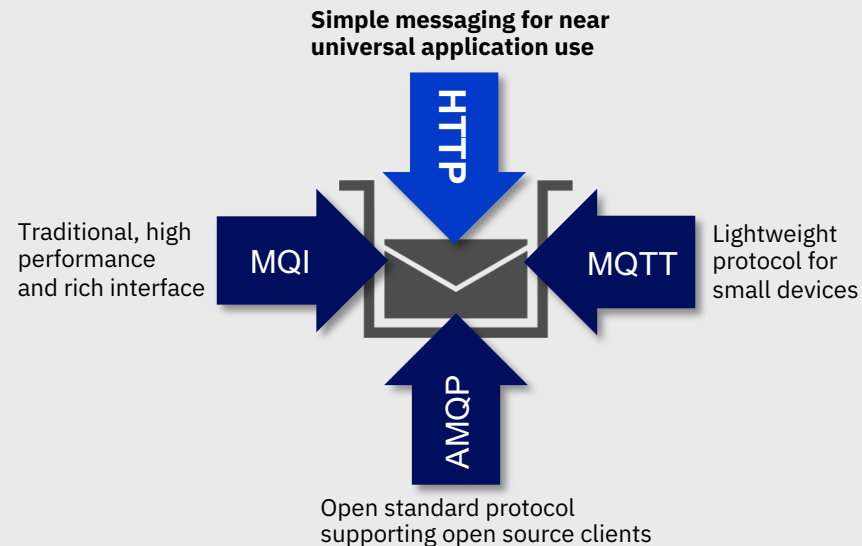 Simple messaging for near
universal application use
HTTP
Traditional, high
performance
and rich interface
MQI
MQTT
Lightweight
protocol for
small devices
AMQP
Open standard protocol
supporting open source clients